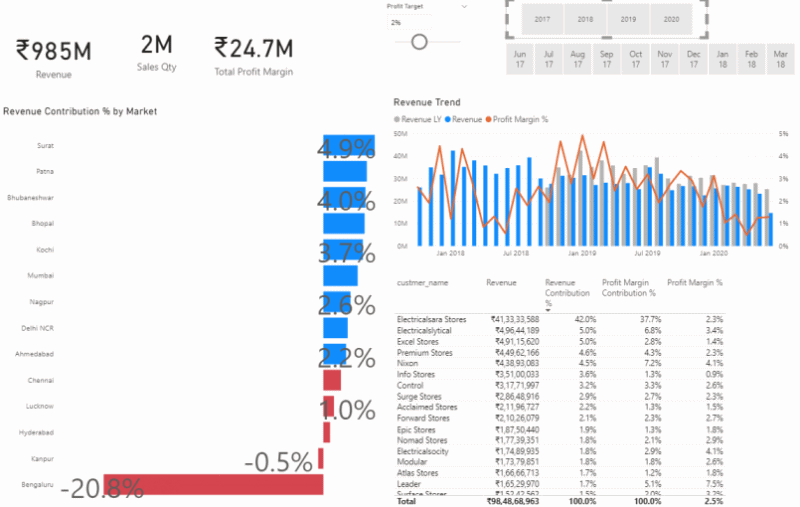 Profit Target
2%
2017 2018 2019 2020
Jun 17 Jul 17 Aug 17 Sep 17 Oct 17 Nov 17 Dec 17 Jan 18 Feb 18 Mar 18
₹985M
Revenue
2M
Sales Qty
₹24.7M
Total Profit Margin
Revenue Contribution % by Market
Surat 4.9%
Patna
Bhubaneshwar 4.0%
Bhopal
Kochi 3.7%
Mumbai
Nagpur 2.6%
Delhi NCR
Ahmedabad 2.2%
Chennai
Lucknow 1.0%
Hyderabad
Kanpur -0.5%
Bengaluru -20.8%
Revenue Trend
Revenue LY Revenue Profit Margin %
50M 5%
40M 4%
30M 3%
20M 2%
10M 1%
0M 0%
Jan 2018 Jul 2018 Jan 2019 Jul 2019 Jan 2020
custmer_name Revenue Revenue Contribution % Profit Margin Contribution % Profit Margin %
Electricalsara Stores ₹41,33,33,588 42.0% 37.7% 2.3%
Electricalslytical ₹4,96,44,189 5.0% 6.8% 3.4%
Excel Stores ₹4,91,15,620 5.0% 2.8% 1.4%
Premium Stores ₹4,49,62,166 4.6% 4.3% 2.3%
Nixon ₹4,38,93,083 4.5% 7.2% 4.1%
Info Stores ₹3,51,00,033 3.6% 1.3% 0.9%
Control ₹3,17,71,997 3.2% 3.3% 2.6%
Surge Stores ₹2,86,48,916 2.9% 2.7% 2.3%
Acclaimed Stores ₹2,11,96,727 2.2% 1.3% 1.5%
Forward Stores ₹2,10,26,079 2.1% 2.3% 2.7%
Epic Stores ₹1,87,50,440 1.9% 1.3% 1.8%
Nomad Stores ₹1,77,39,351 1.8% 2.1% 2.9%
Electricalsocity ₹1,74,89,935 1.8% 2.9% 4.1%
Modular ₹1,73,79,851 1.8% 1.8% 2.6%
Atlas Stores ₹1,66,66,713 1.7% 1.2% 1.8%
Leader ₹1,65,29,970 1.7% 5.1% 7.5%
Surface Stores ₹1,52,42,562 1.5% 2.0% 3.2%
Total ₹98,48,68,963 100.0% 100.0% 2.5%